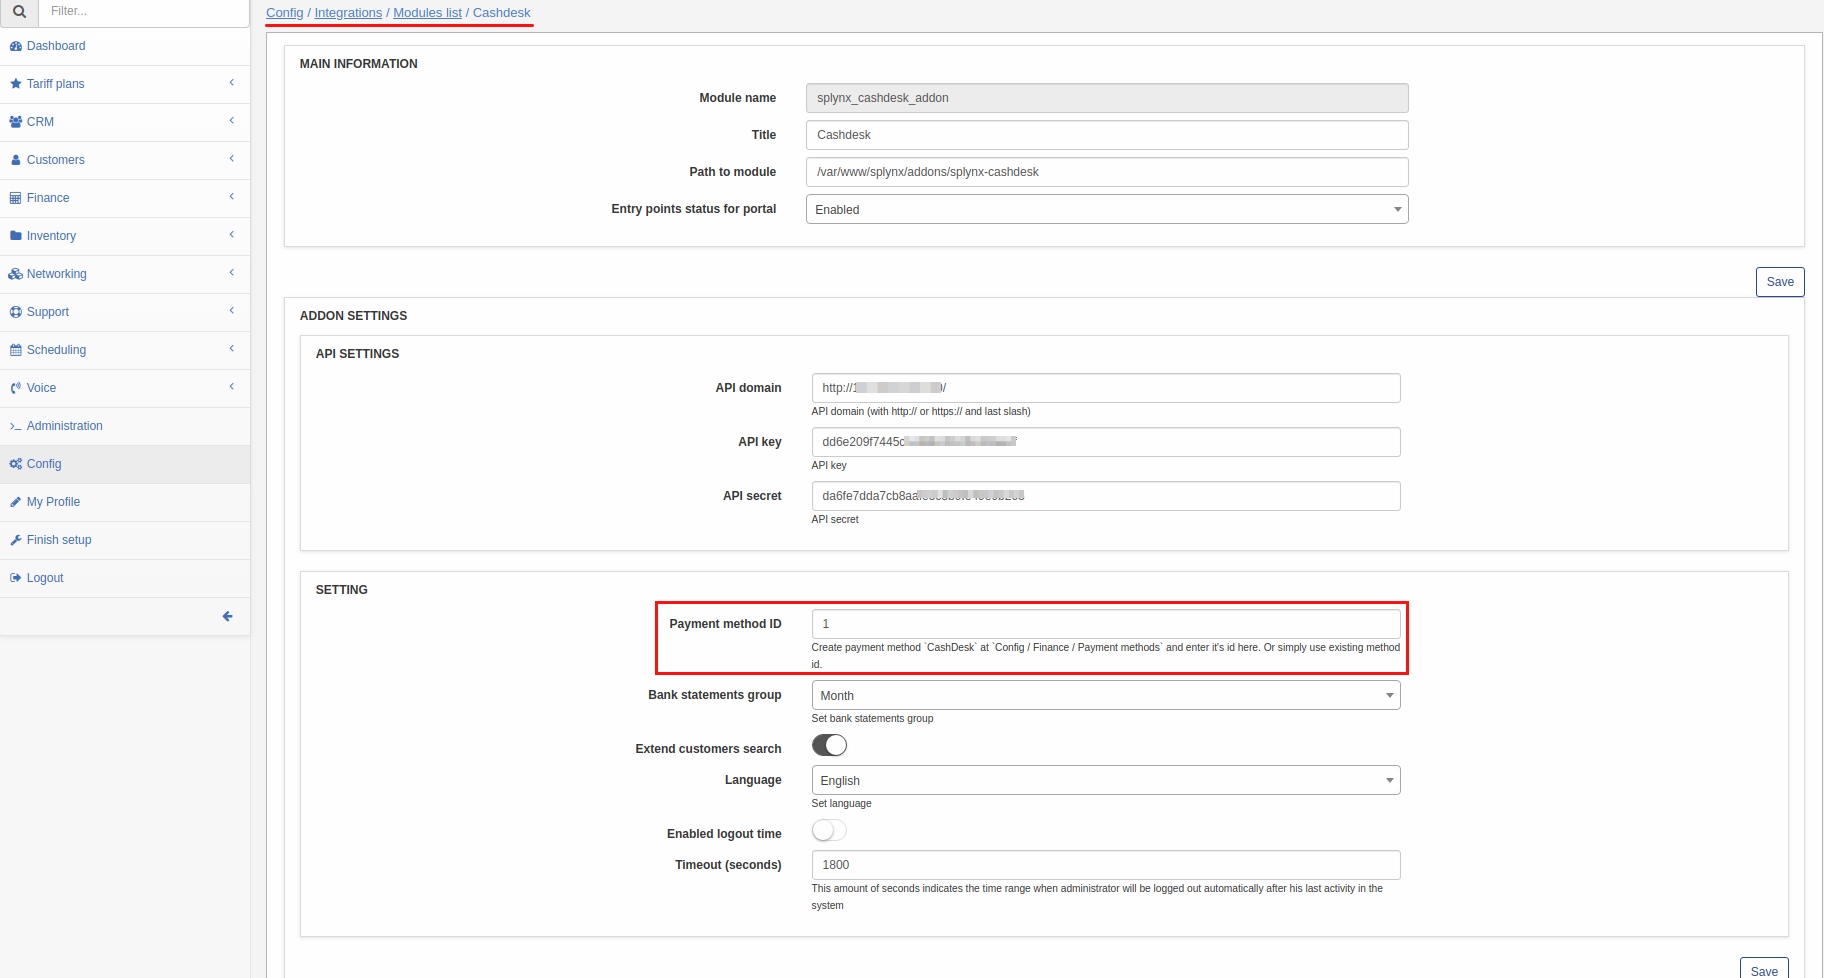 Filter...
Config / Integrations / Modules list / Cashdesk
Dashboard
Tariff plans
CRM
Customers
Finance
Inventory
Networking
Support
Scheduling
Voice
Administration
Config
My Profile
Finish setup
Logout
MAIN INFORMATION
Module name
splynx_cashdesk_addon
Title
Cashdesk
Path to module
/var/www/splynx/addons/splynx-cashdesk
Entry points status for portal
Enabled
Save
ADDON SETTINGS
API SETTINGS
API domain
http://
API domain (with http:// or https:// and last slash)
API key
dd6e209f7445c
API key
API secret
da6fe7dda7cb8aa
API secret
SETTING
Payment method ID
1
Create payment method `CashDesk` at `Config / Finance / Payment methods` and enter it's id here. Or simply use existing method
id.
Bank statements group
Month
Set bank statements group
Extend customers search
Language
English
Set language
Enabled logout time
Timeout (seconds)
1800
This amount of seconds indicates the time range when administrator will be logged out automatically after his last activity in the
system
Save